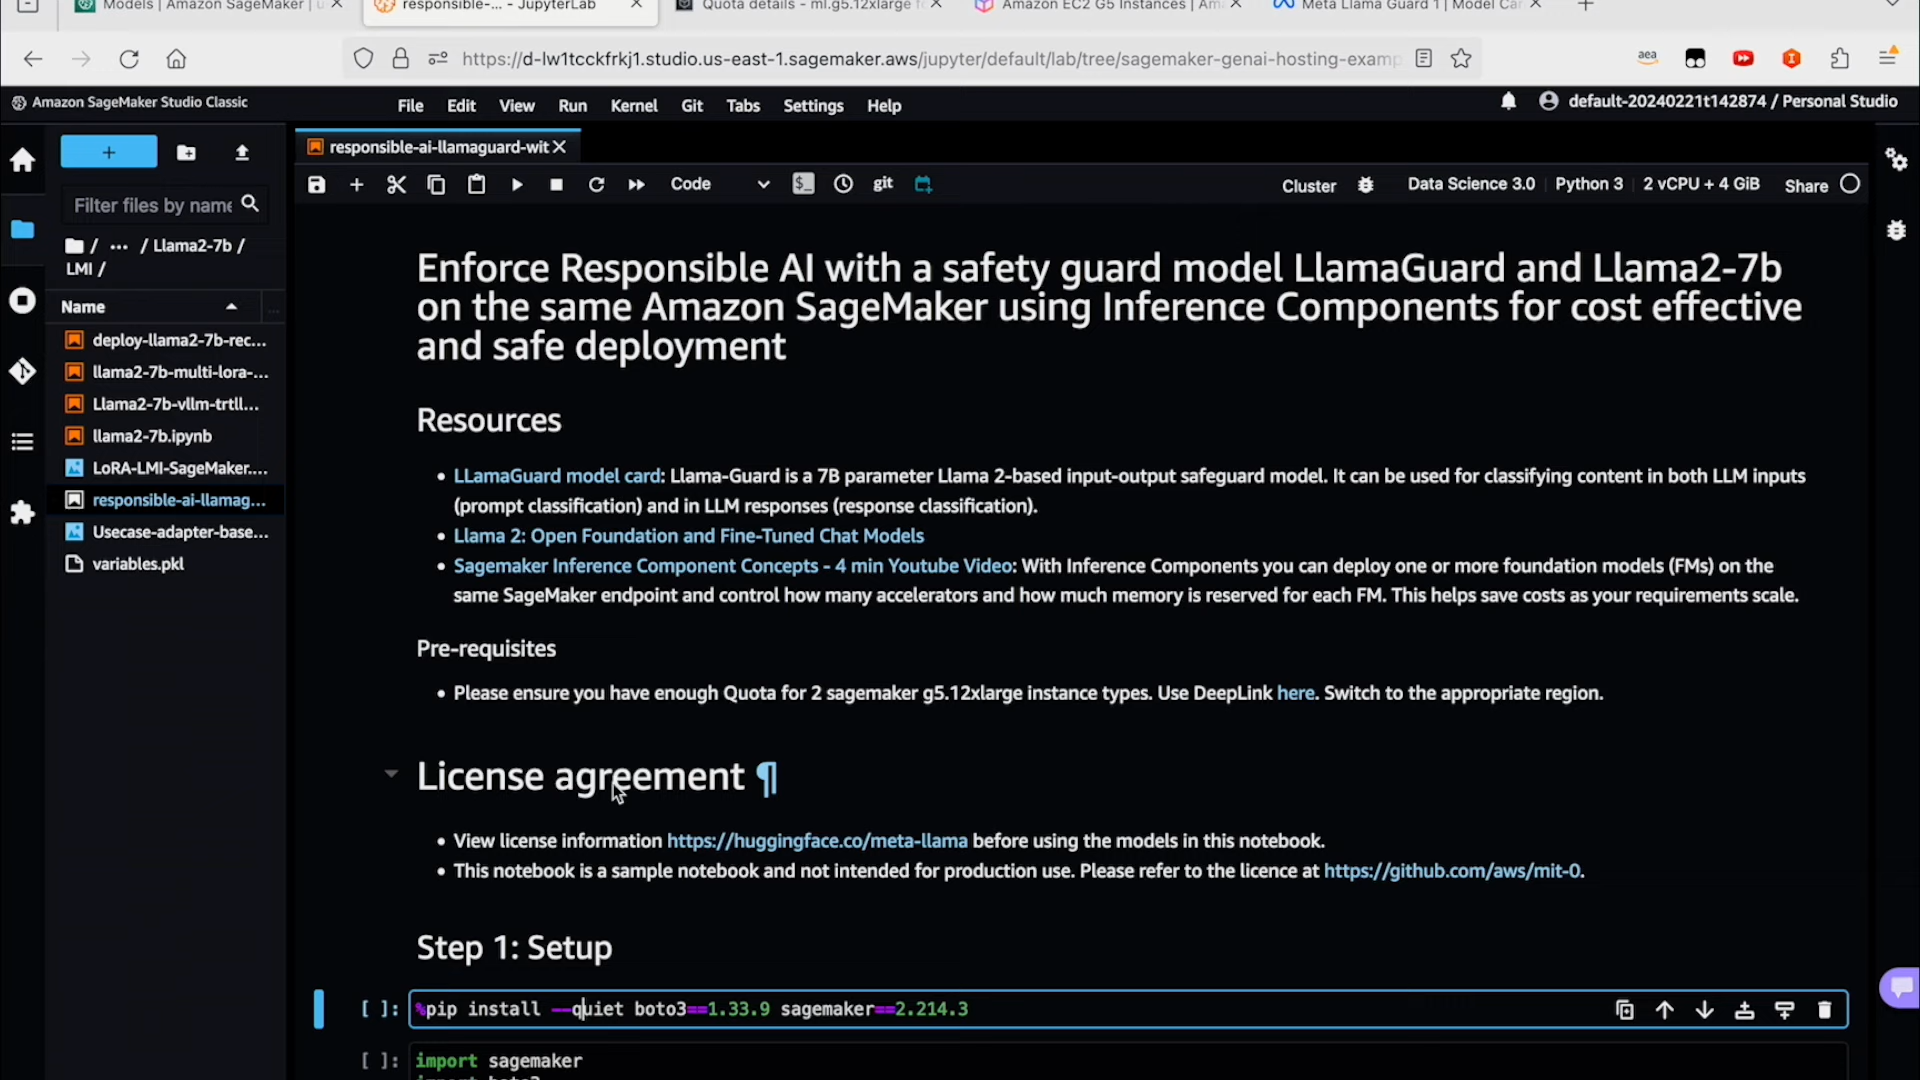 Models | Amazon SageMaker | u
responsible-... - JupyterLab
Quota details - ml.g5.12xlarge f
Amazon EC2 G5 Instances | Am
Meta Llama Guard 1 | Model Car
https://d-lw1tcckfrkj1.studio.us-east-1.sagemaker.aws/jupyter/default/lab/tree/sagemaker-genai-hosting-examp
aea
Amazon SageMaker Studio Classic
File Edit View Run Kernel Git Tabs Settings Help
default-20240221t142874 / Personal Studio
+
responsible-ai-llamaguard-wit
Code
git
Cluster
Data Science 3.0
Python 3
2 vCPU + 4 GiB
Share
Filter files by name
/ ... / Llama2-7b /
LMI /
Name
deploy-llama2-7b-rec...
llama2-7b-multi-lora-...
Llama2-7b-vllm-trtll...
llama2-7b.ipynb
LoRA-LMI-SageMaker....
responsible-ai-llamag...
Usecase-adapter-base...
variables.pkl
Enforce Responsible AI with a safety guard model LlamaGuard and Llama2-7b
on the same Amazon SageMaker using Inference Components for cost effective
and safe deployment
Resources
• LLamaGuard model card: Llama-Guard is a 7B parameter Llama 2-based input-output safeguard model. It can be used for classifying content in both LLM inputs
(prompt classification) and in LLM responses (response classification).
• Llama 2: Open Foundation and Fine-Tuned Chat Models
• Sagemaker Inference Component Concepts - 4 min Youtube Video: With Inference Components you can deploy one or more foundation models (FMs) on the
same SageMaker endpoint and control how many accelerators and how much memory is reserved for each FM. This helps save costs as your requirements scale.
Pre-requisites
• Please ensure you have enough Quota for 2 sagemaker g5.12xlarge instance types. Use DeepLink here. Switch to the appropriate region.
License agreement ¶
• View license information https://huggingface.co/meta-llama before using the models in this notebook.
• This notebook is a sample notebook and not intended for production use. Please refer to the licence at https://github.com/aws/mit-0.
Step 1: Setup
[ ]: %pip install --quiet boto3==1.33.9 sagemaker==2.214.3
[ ]: import sagemaker
import boto3